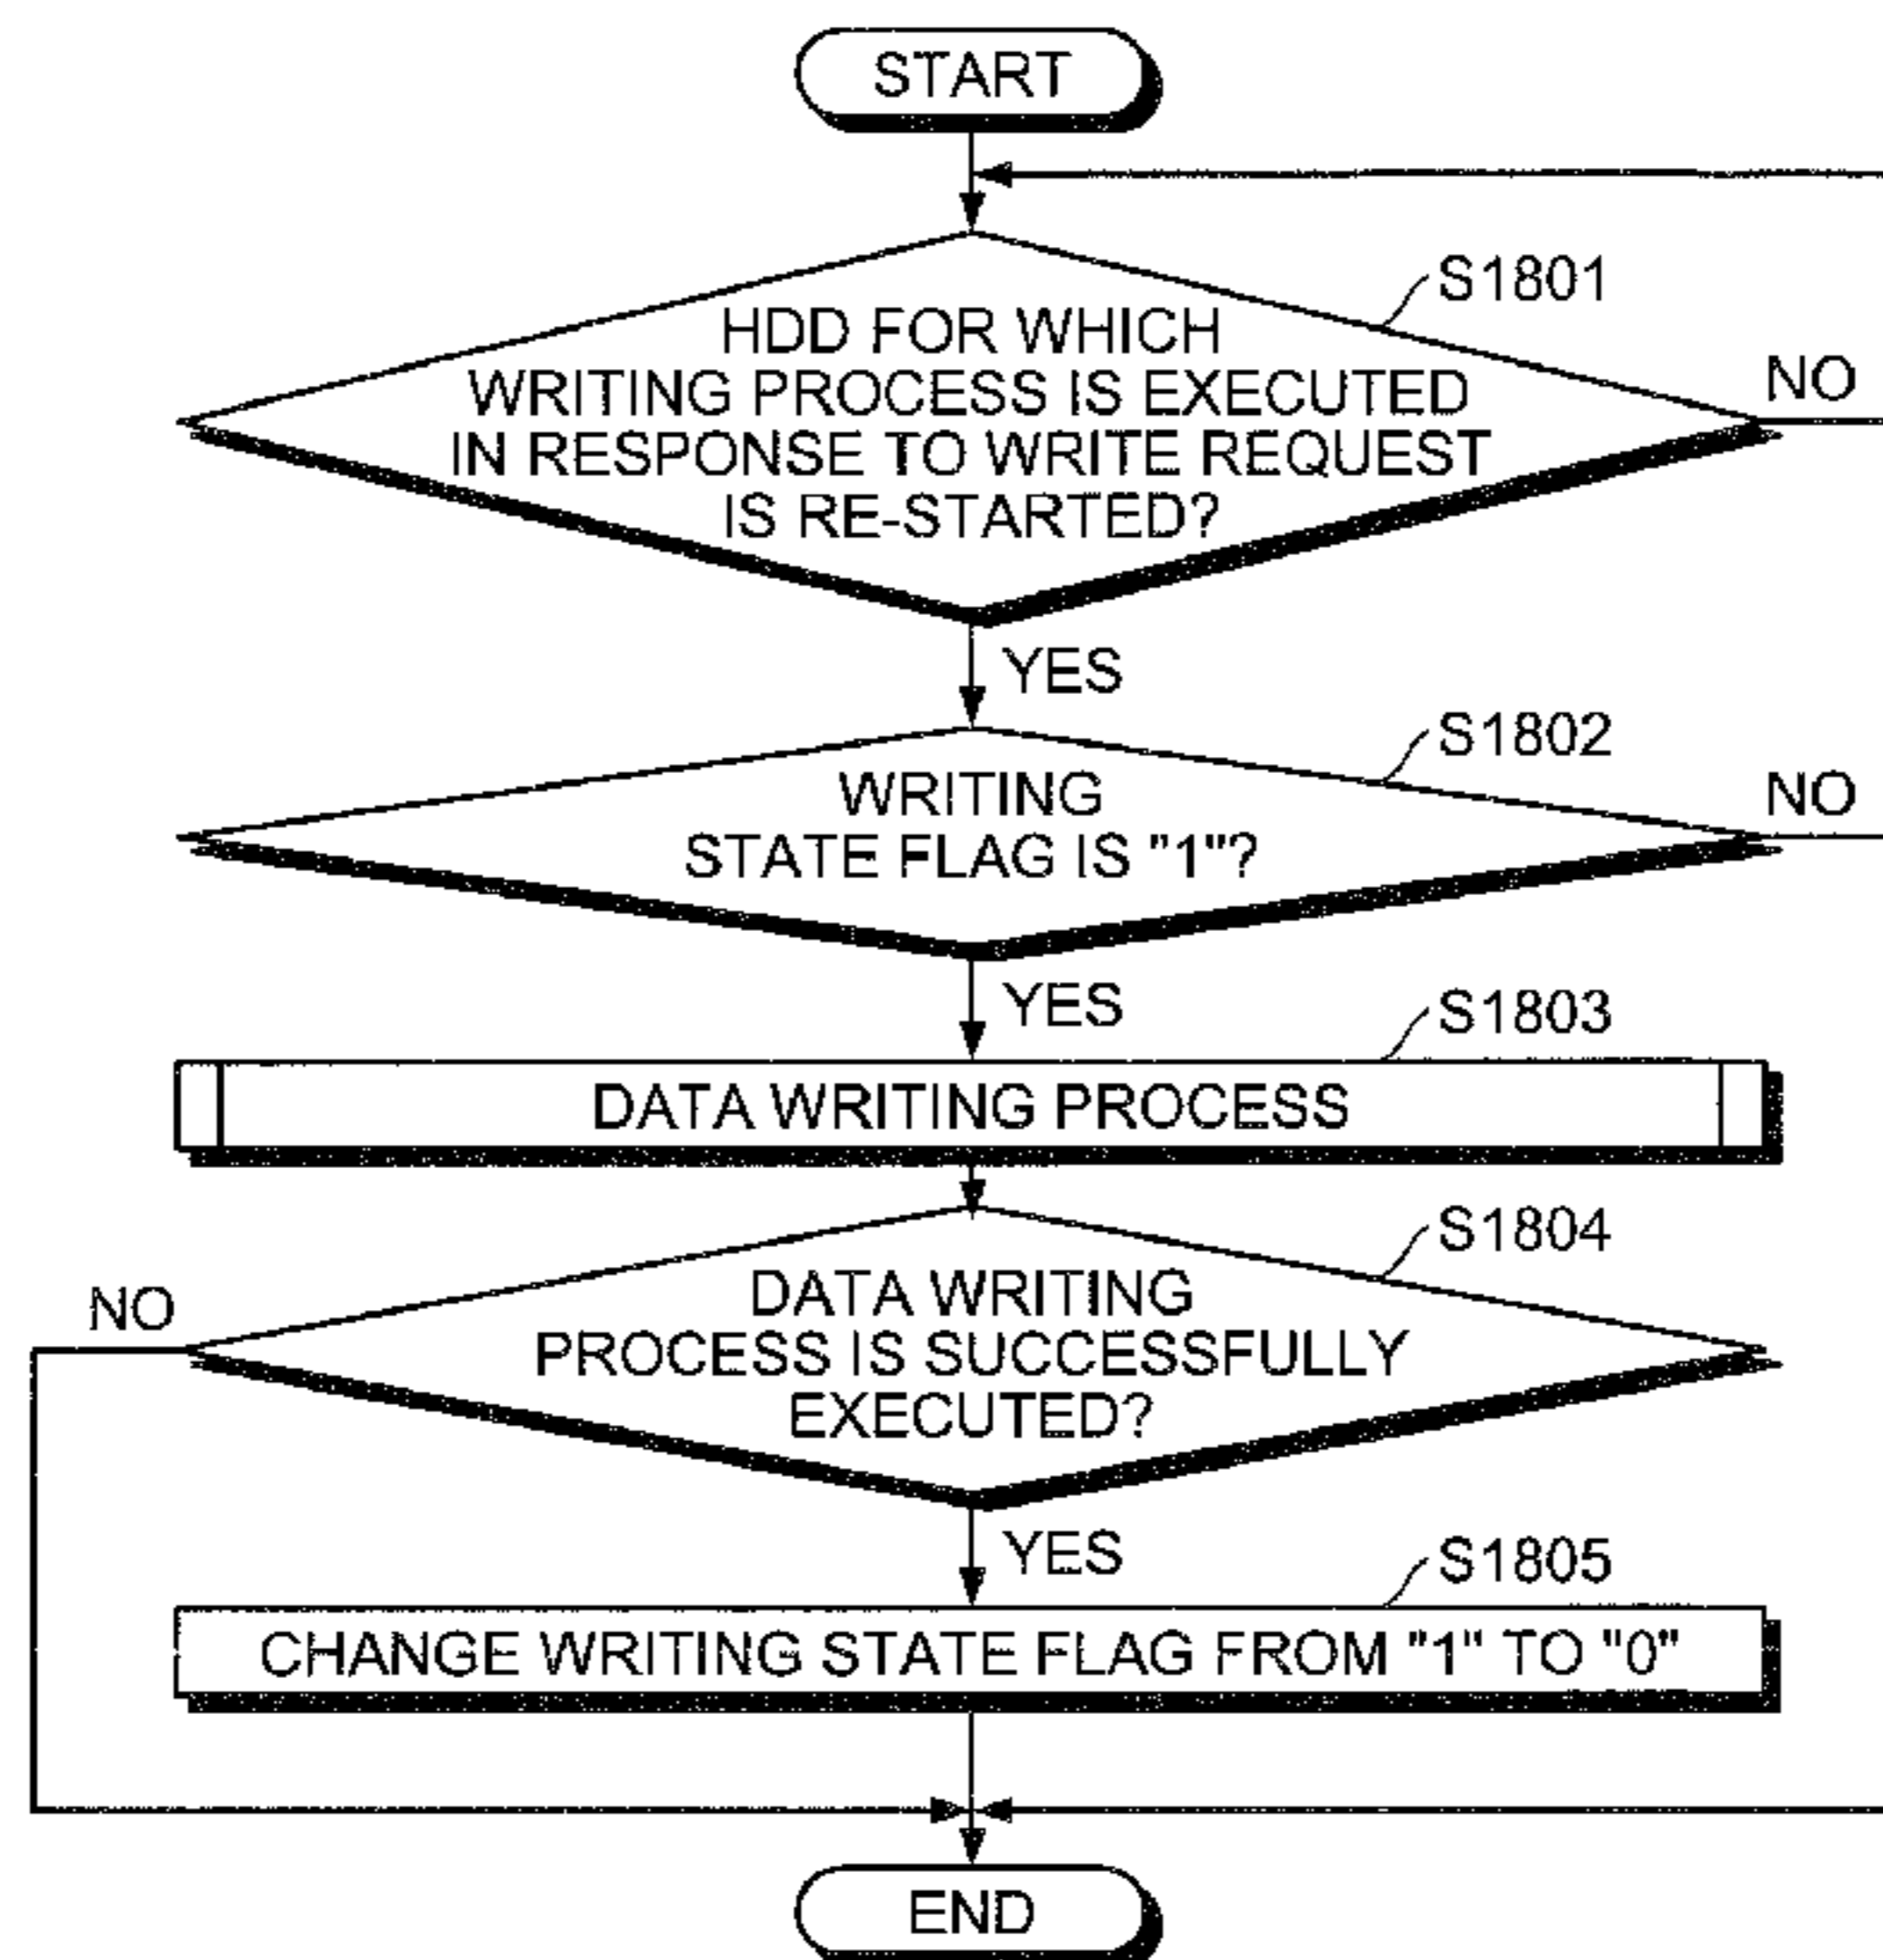 START
S1801
HDD FOR WHICH
WRITING PROCESS IS EXECUTED
IN RESPONSE TO WRITE REQUEST
IS RE-STARTED?
NO
YES
S1802
WRITING
STATE FLAG IS "1"?
NO
YES
S1803
DATA WRITING PROCESS
S1804
DATA WRITING
PROCESS IS SUCCESSFULLY
EXECUTED?
NO
YES
S1805
CHANGE WRITING STATE FLAG FROM "1" TO "0"
END